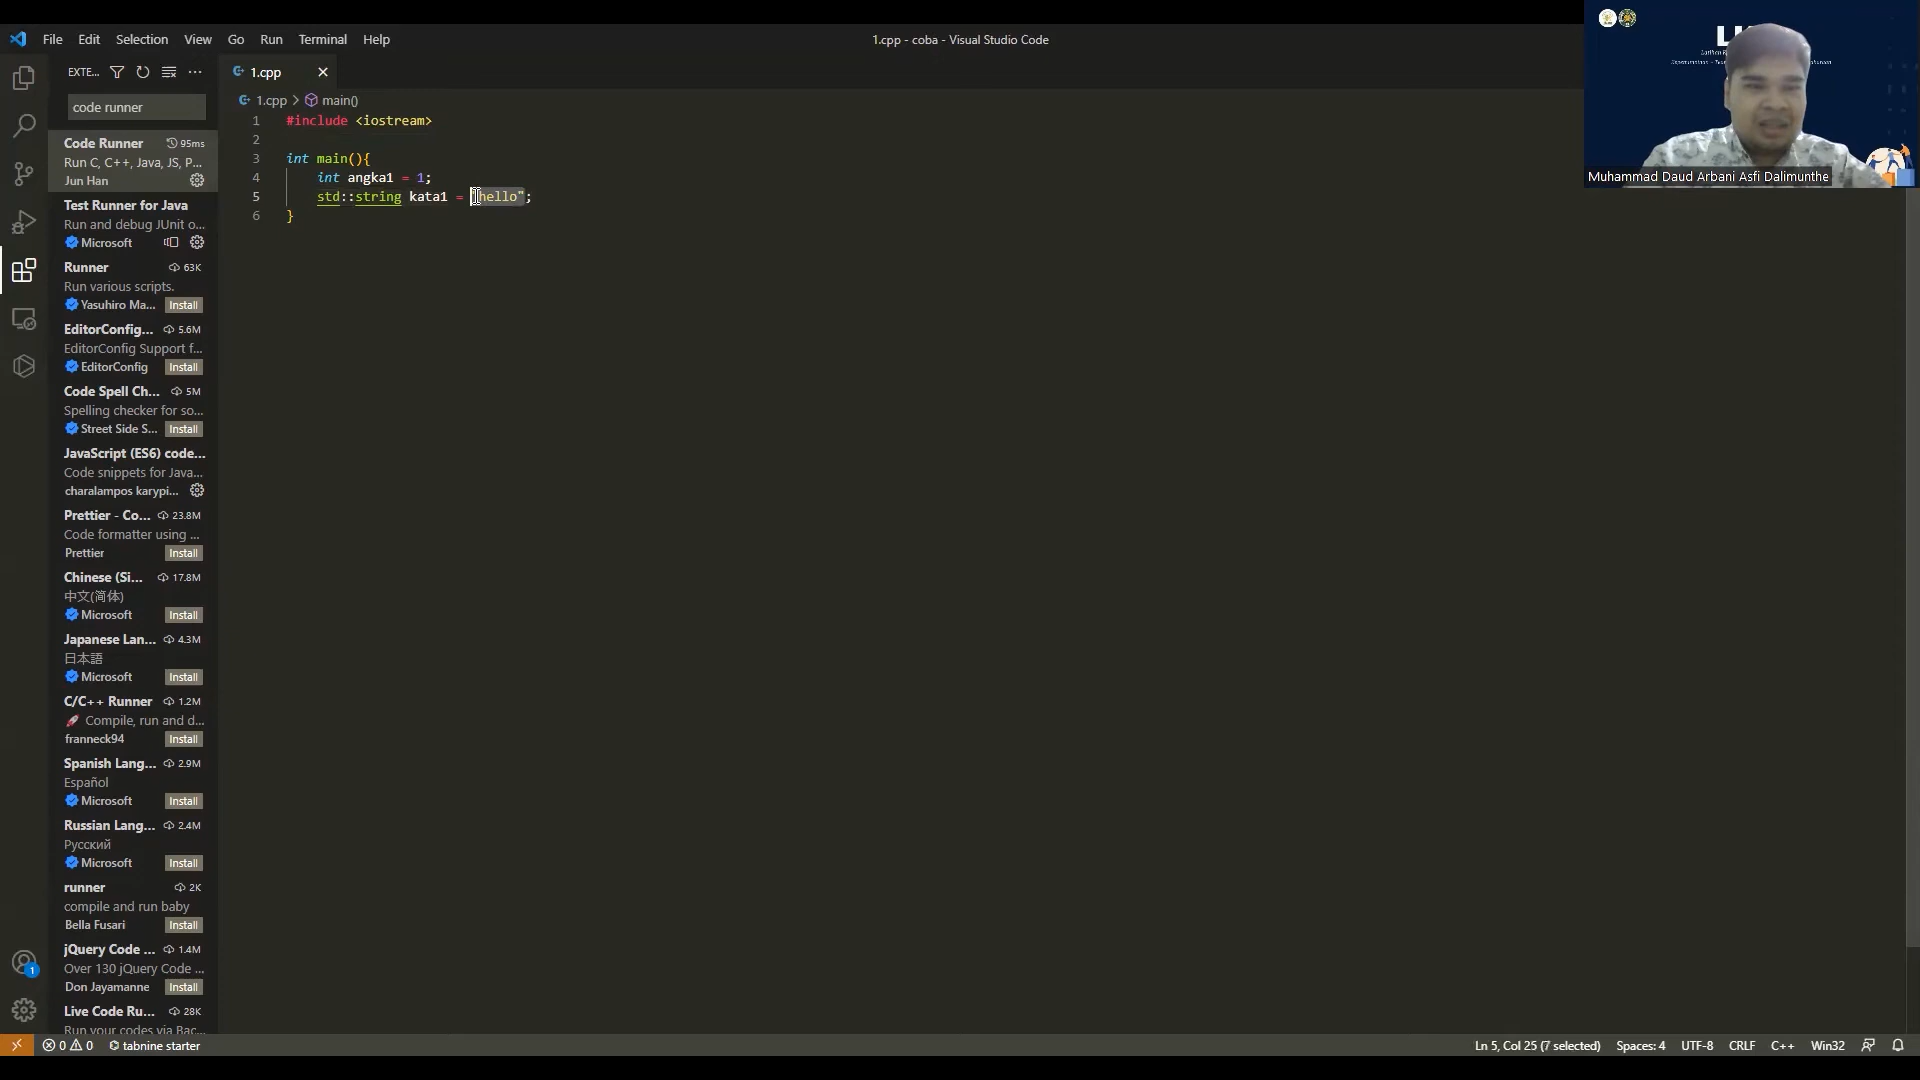 File Edit Selection View Go Run Terminal Help
1.cpp - coba - Visual Studio Code
EXTE...
1.cpp
code runner
1.cpp > main()
Code Runner 95ms
Run C, C++, Java, JS, P...
Jun Han
Test Runner for Java
Run and debug JUnit o...
Microsoft
Runner 63K
Run various scripts.
Yasuhiro Ma... Install
EditorConfig... 5.6M
EditorConfig Support f...
EditorConfig Install
Code Spell Ch... 5M
Spelling checker for so...
Street Side S... Install
JavaScript (ES6) code...
Code snippets for Java...
charalampos karypi...
Prettier - Co... 23.8M
Code formatter using ...
Prettier Install
Chinese (Si... 17.8M
中文(简体)
Microsoft Install
Japanese Lan... 4.3M
日本語
Microsoft Install
C/C++ Runner 1.2M
Compile, run and d...
franneck94 Install
Spanish Lang... 2.9M
Español
Microsoft Install
Russian Lang... 2.4M
Русский
Microsoft Install
runner 2K
compile and run baby
Bella Fusari Install
jQuery Code ... 1.4M
Over 130 jQuery Code ...
Don Jayamanne Install
Live Code Ru... 28K
Run your codes via Bac...
1 #include <iostream>
2
3 int main(){
4 int angka1 = 1;
5 std::string kata1 = "hello";
6 }
Muhammad Daud Arbani Asfi Dalimunthe
1
0 0 tabnine starter
Ln 5, Col 25 (7 selected) Spaces: 4 UTF-8 CRLF C++ Win32